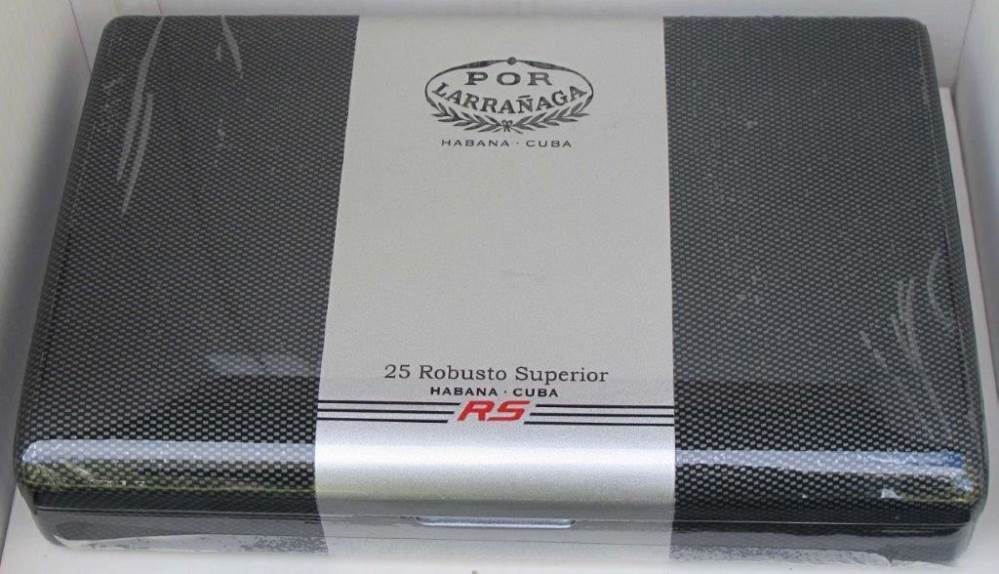 POR
LARRAÑAGA
HABANA · CUBA
25 Robusto Superior
HABANA · CUBA
RS